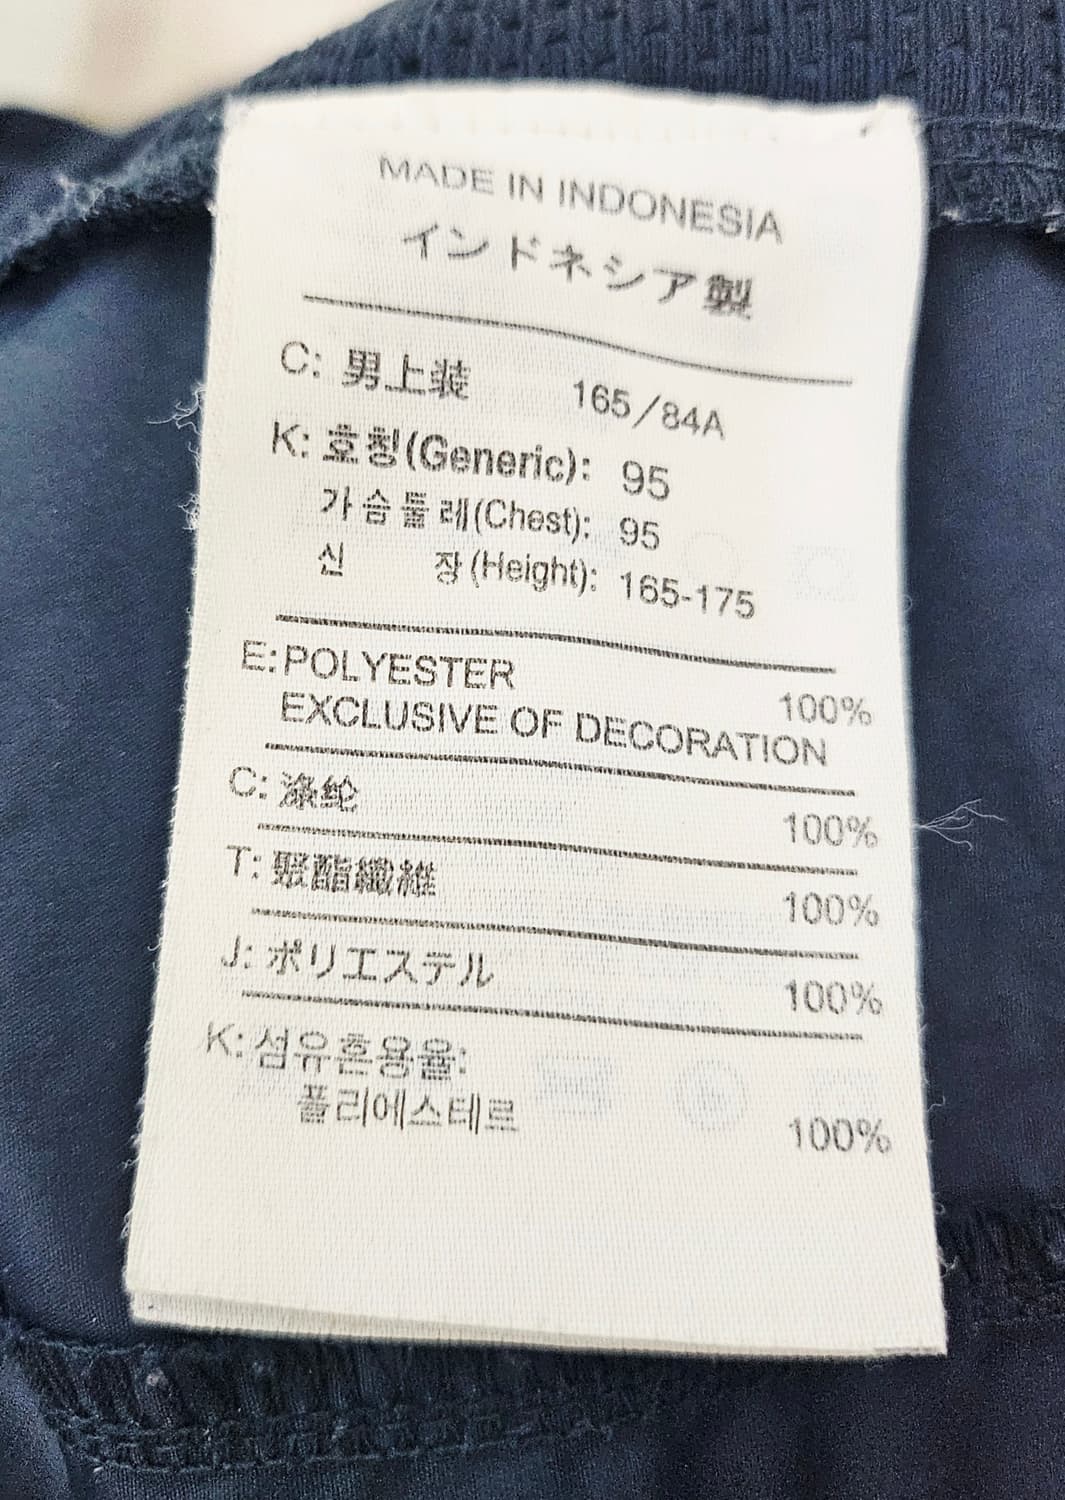 MADE IN INDONESIA
インドネシア製
C: 男上装 165/84A
K: 호칭(Generic): 95
가슴둘레(Chest): 95
신 장(Height): 165-175
E: POLYESTER 100%
EXCLUSIVE OF DECORATION
C: 涤纶 100%
T: 聚酯纖維 100%
J: ポリエステル 100%
K: 섬유혼용율:
폴리에스테르 100%